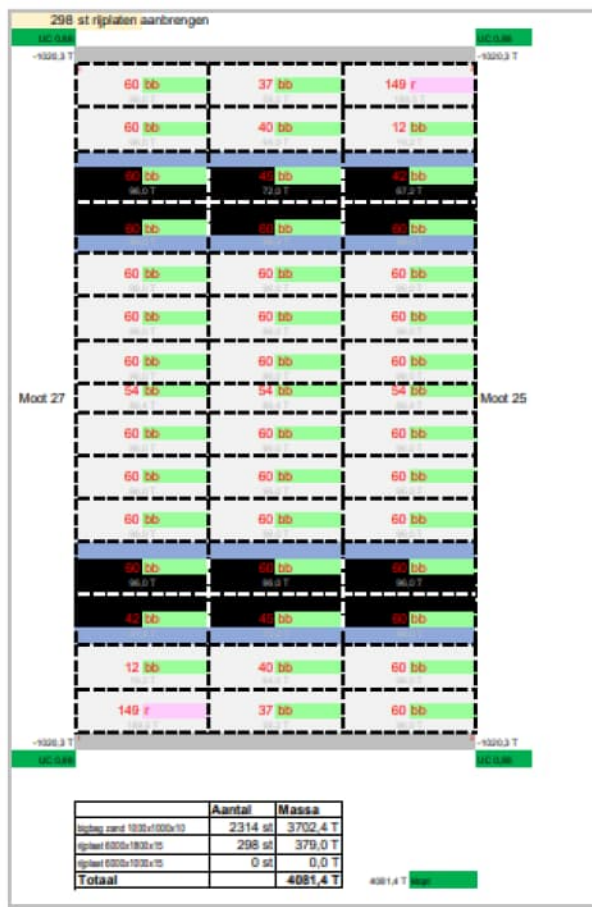 298 st rijplaten aanbrengen
UC 0,88 UC 0,88
-1020,3 T -1020,3 T
60 bb 37 bb 149 r
60 bb 40 bb 12 bb
60 bb 45 bb 42 bb
96,0 T 72,0 T 67,2 T
60 bb 60 bb 60 bb
60 bb 60 bb 60 bb
60 bb 60 bb 60 bb
60 bb 60 bb 60 bb
54 bb 54 bb 54 bb
Moot 27 Moot 25
60 bb 60 bb 60 bb
60 bb 60 bb 60 bb
60 bb 60 bb 60 bb
60 bb 60 bb 60 bb
96,0 T 96,0 T 96,0 T
42 bb 45 bb 60 bb
12 bb 40 bb 60 bb
149 r 37 bb 60 bb
-1020,3 T -1020,3 T
UC 0,88 UC 0,88
Aantal Massa
bigbag zand 1000x1000x10 2314 st 3702,4 T
rijplaat 6000x1800x15 298 st 379,0 T
rijplaat 6000x1000x15 0 st 0,0 T
Totaal 4081,4 T
4081,4 T